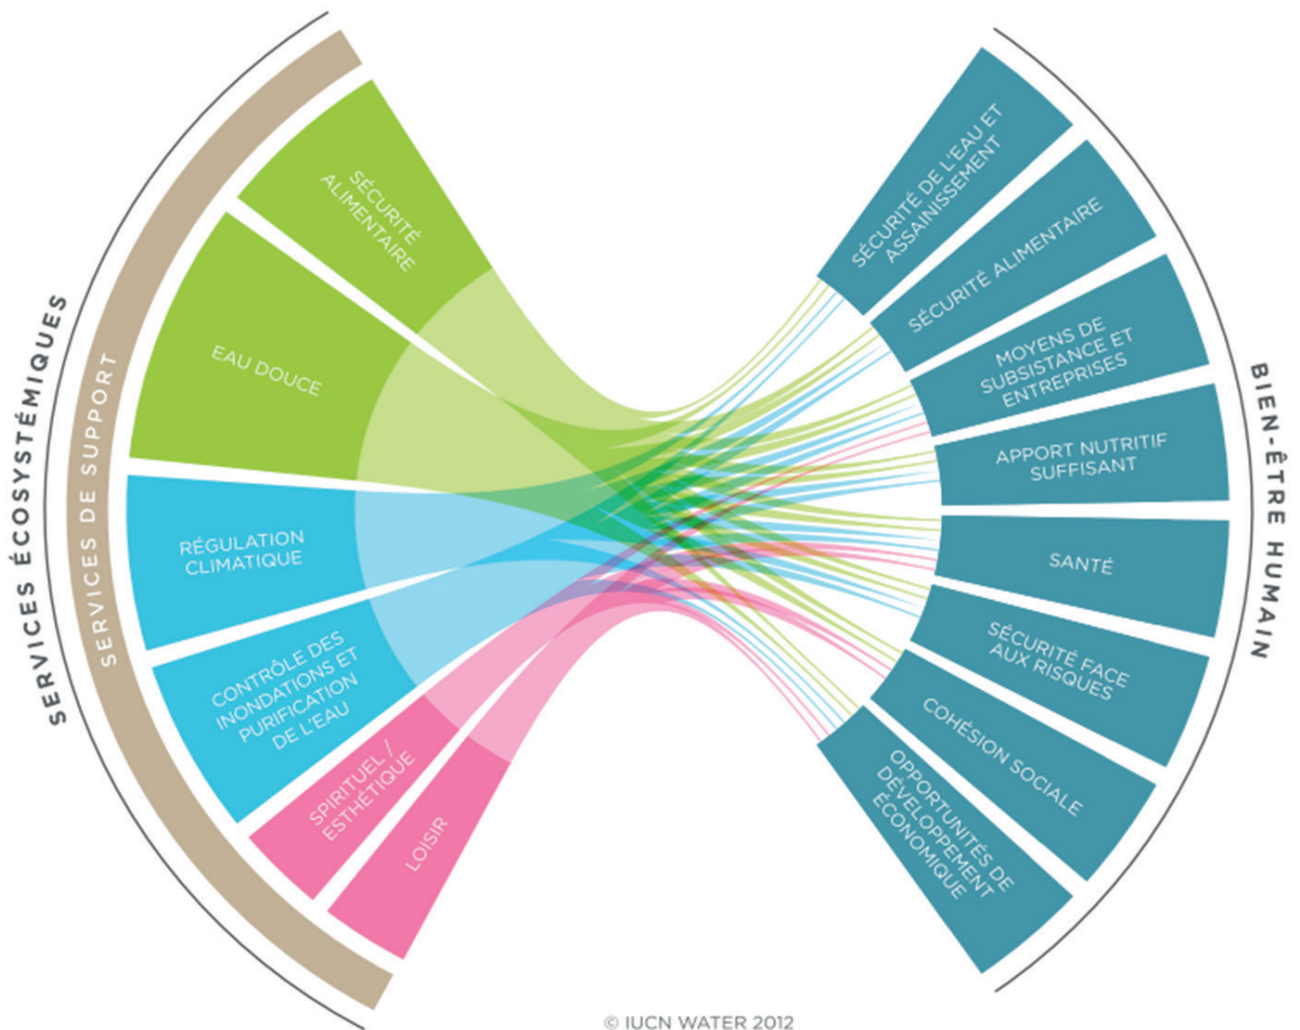 SERVICES ÉCOSYSTÉMIQUES
SERVICES DE SUPPORT
SÉCURITÉ
ALIMENTAIRE
EAU DOUCE
RÉGULATION
CLIMATIQUE
CONTRÔLE DES
INONDATIONS ET
PURIFICATION
DE L'EAU
SPIRITUEL /
ESTHÉTIQUE
LOISIR
SÉCURITÉ DE L'EAU ET
ASSAINISSEMENT
SÉCURITÉ ALIMENTAIRE
MOYENS DE
SUBSISTANCE ET
ENTREPRISES
APPORT NUTRITIF
SUFFISANT
SANTÉ
SÉCURITÉ FACE
AUX RISQUES
COHÉSION SOCIALE
OPPORTUNITÉS DE
DÉVELOPPEMENT
ÉCONOMIQUE
BIEN-ÊTRE HUMAIN
© IUCN WATER 2012